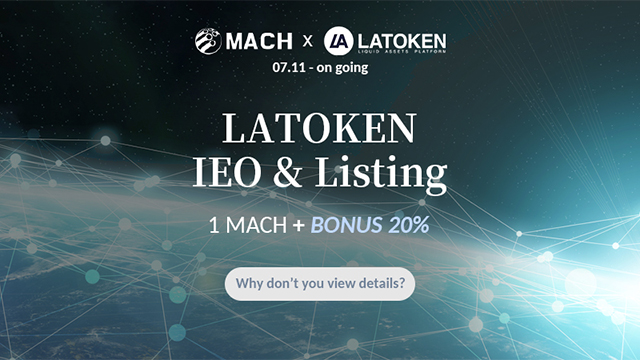 MACH X LATOKEN
LIQUID ASSETS PLATFORM
07.11 - on going
LATOKEN
IEO & Listing
1 MACH + BONUS 20%
Why don't you view details?